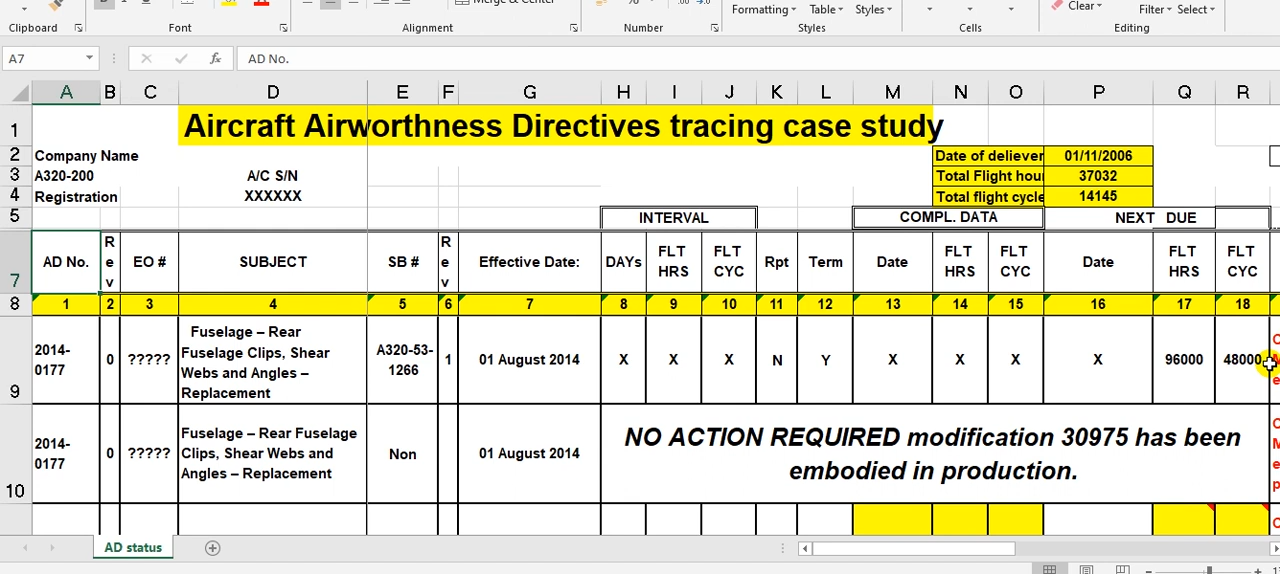 Formatting Table Styles Clear Filter Select
Clipboard Font Alignment Number Styles Cells Editing
A7 fx AD No.
A B C D E F G H I J K L M N O P Q R
1 Aircraft Airworthness Directives tracing case study
2 Company Name Date of deliever 01/11/2006
3 A320-200 A/C S/N Total Flight hou 37032
4 Registration XXXXXX Total flight cycle 14145
5 INTERVAL COMPL. DATA NEXT DUE
7 AD No. Rev EO # SUBJECT SB # Rev Effective Date: DAYs FLT HRS FLT CYC Rpt Term Date FLT HRS FLT CYC Date FLT HRS FLT CYC
8 1 2 3 4 5 6 7 8 9 10 11 12 13 14 15 16 17 18
9 2014-0177 0 ????? Fuselage – Rear
Fuselage Clips, Shear
Webs and Angles –
Replacement
A320-53-1266 1 01 August 2014 X X X N Y X X X X 96000 48000
10 2014-0177 0 ????? Fuselage – Rear Fuselage
Clips, Shear Webs and
Angles – Replacement
Non 01 August 2014
NO ACTION REQUIRED modification 30975 has been
embodied in production.
AD status